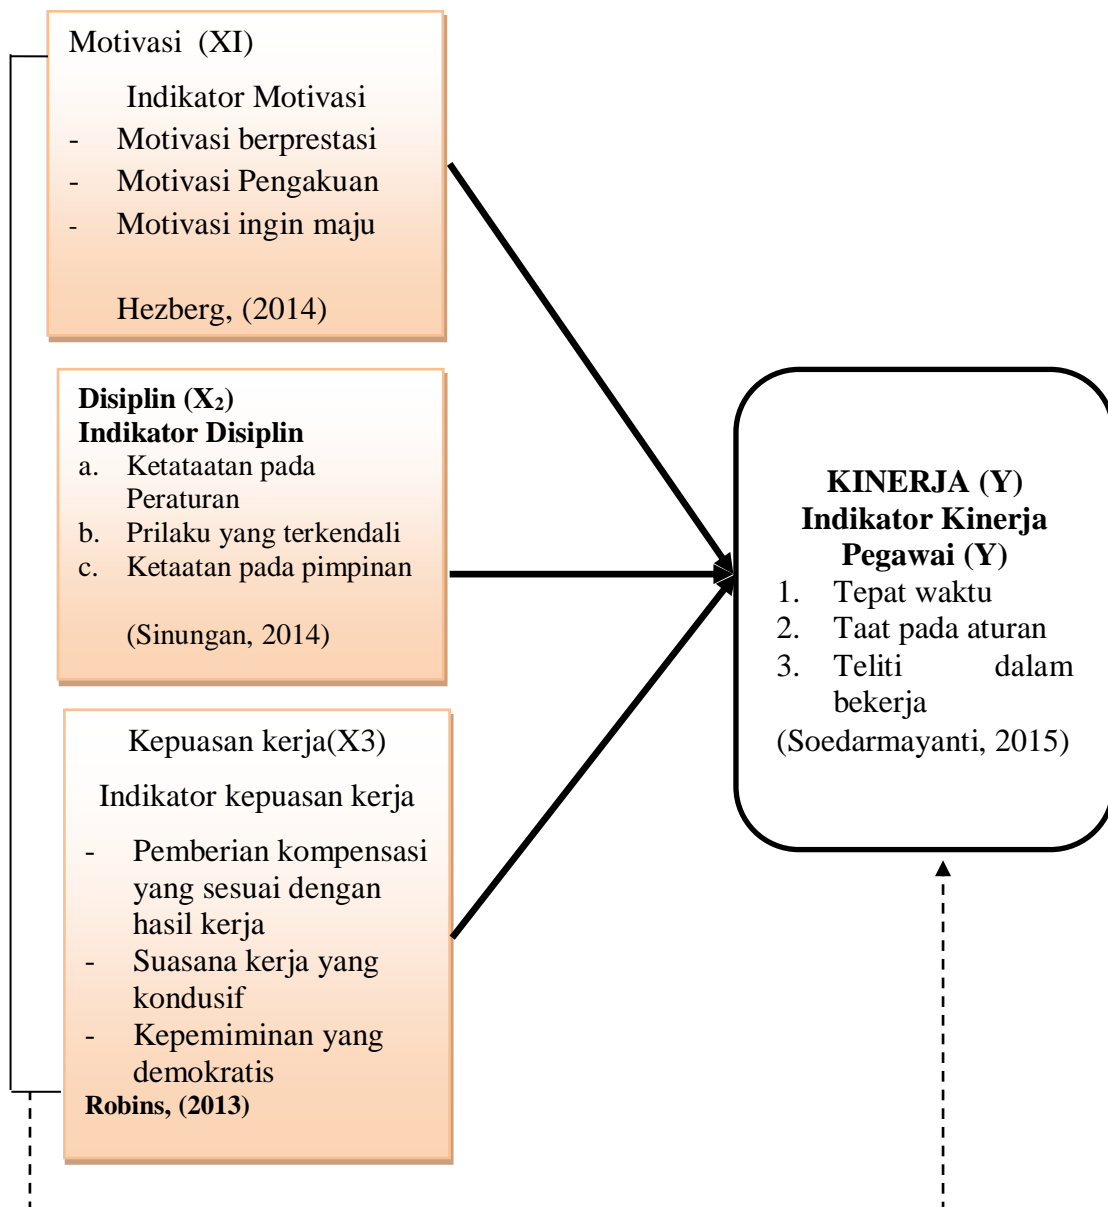 Motivasi (XI)
Indikator Motivasi
- Motivasi berprestasi
- Motivasi Pengakuan
- Motivasi ingin maju
Hezberg, (2014)
Disiplin (X₂)
Indikator Disiplin
a. Ketataatan pada
Peraturan
b. Prilaku yang terkendali
c. Ketaatan pada pimpinan
(Sinungan, 2014)
Kepuasan kerja(X3)
Indikator kepuasan kerja
- Pemberian kompensasi
yang sesuai dengan
hasil kerja
- Suasana kerja yang
kondusif
- Kepemiminan yang
demokratis
Robins, (2013)
KINERJA (Y)
Indikator Kinerja
Pegawai (Y)
1. Tepat waktu
2. Taat pada aturan
3. Teliti dalam
bekerja
(Soedarmayanti, 2015)